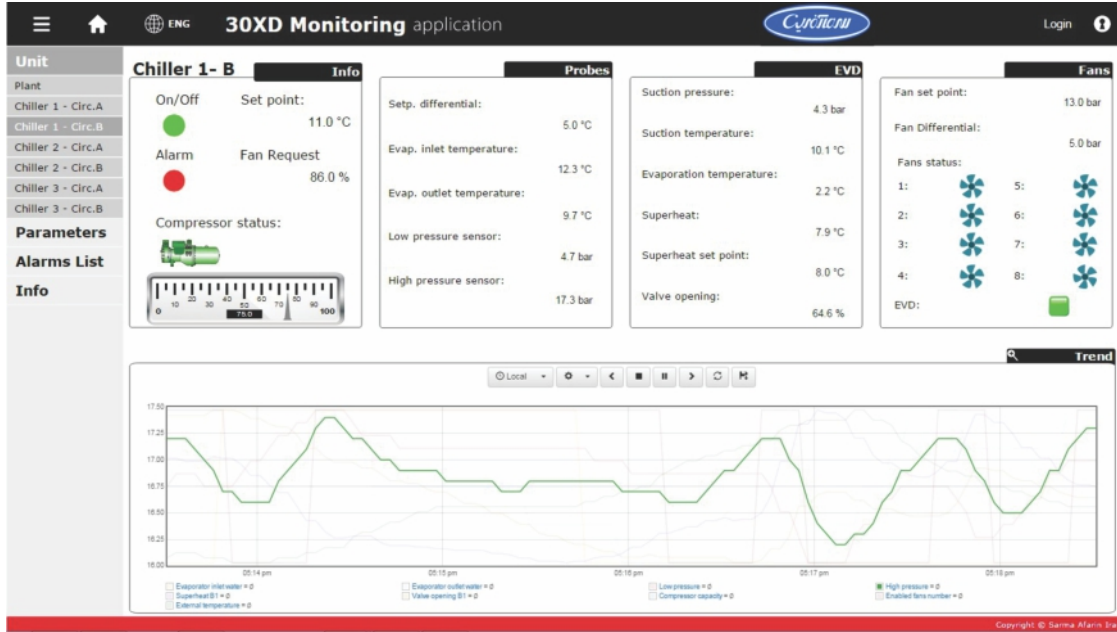 ENG
30XD Monitoring application
Login
Unit
Plant
Chiller 1 - Circ.A
Chiller 1 - Circ.B
Chiller 2 - Circ.A
Chiller 2 - Circ.B
Chiller 3 - Circ.A
Chiller 3 - Circ.B
Parameters
Alarms List
Info
Chiller 1- B
Info
On/Off
Set point:
11.0 °C
Alarm
Fan Request
86.0 %
Compressor status:
0 10 20 30 40 50 60 70 80 90 100
75.0
Probes
Setp. differential:
5.0 °C
Evap. inlet temperature:
12.3 °C
Evap. outlet temperature:
9.7 °C
Low pressure sensor:
4.7 bar
High pressure sensor:
17.3 bar
EVD
Suction pressure:
4.3 bar
Suction temperature:
10.1 °C
Evaporation temperature:
2.2 °C
Superheat:
7.9 °C
Superheat set point:
8.0 °C
Valve opening:
64.6 %
Fans
Fan set point:
13.0 bar
Fan Differential:
5.0 bar
Fans status:
1: 5:
2: 6:
3: 7:
4: 8:
EVD:
Trend
Local
17.50
17.25
17.00
16.75
16.50
16.25
16.00
05:14 pm 05:15 pm 05:16 pm 05:17 pm 05:18 pm
Evaporator inlet water = 0 Evaporator outlet water = 0 Low pressure = 0 High pressure = 0
Superheat B1 = 0 Valve opening B1 = 0 Compressor capacity = 0 Enabled fans number = 0
External temperature = 0
Copyright © Sarma Afarin Ira